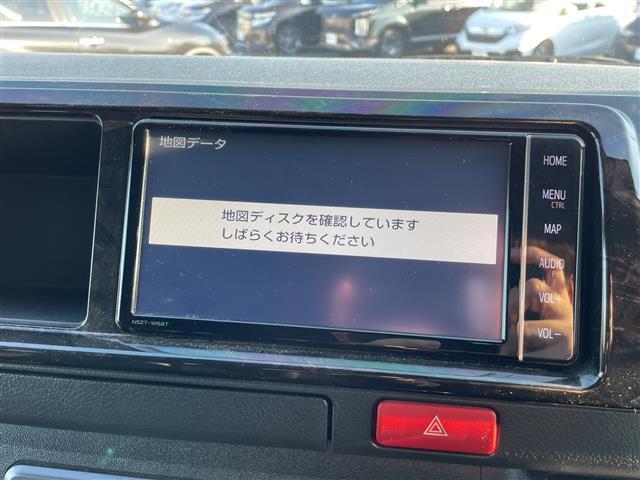 地図データ
地図ディスクを確認しています
しばらくお待ちください
NSZT-W68T
HOME
MENU
CTRL
MAP
AUDIO
VOL+
VOL-